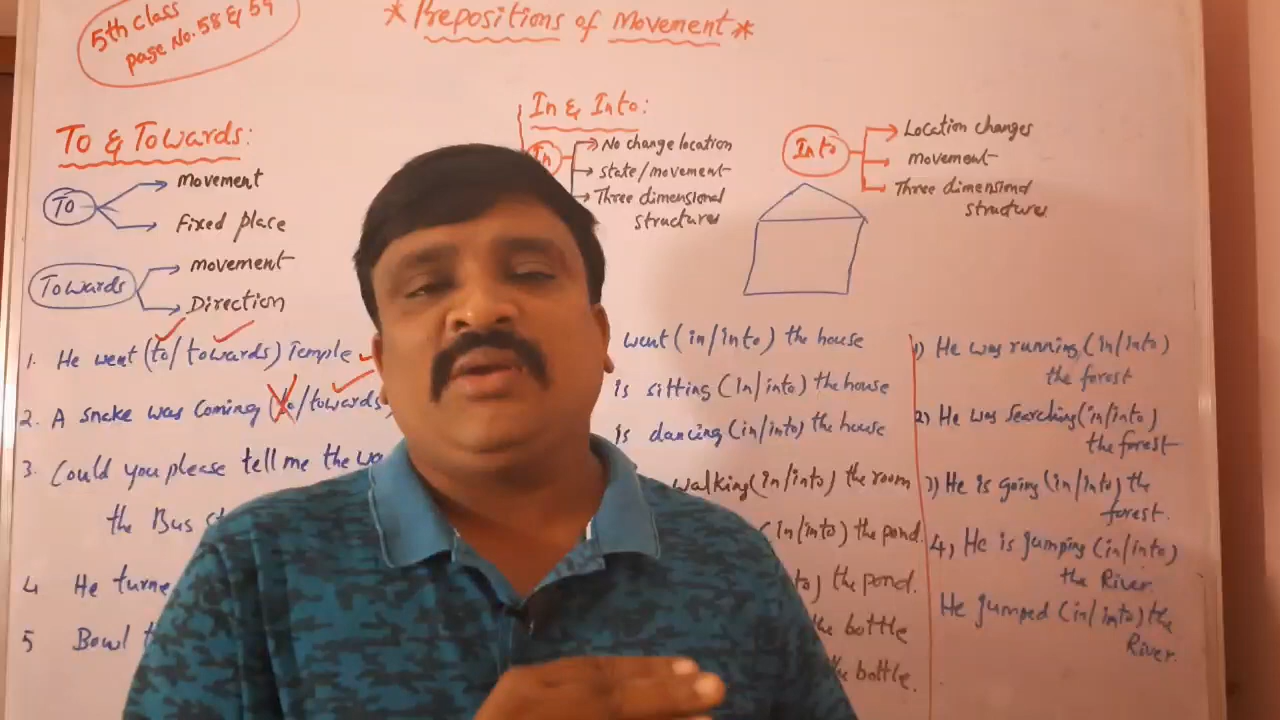 5th class
page No. 58 & 59
*Prepositions of Movement*
To & Towards:
To
movement
Fixed place
Towards
movement
Direction
1. He went (to/towards) Temple
2. A snake was coming (to/towards
3. Could you please tell me the
the Bus
4 He
5 Bowl
In & Into:
In
No change location
state/movement
Three dimensional
structures
Into
Location changes
movement
Three dimensional
structures
went (in/into) the house
is sitting (In/into) the house
is dancing (in/into) the house
walking (in/into) the room
(in/into) the pond.
the pond.
the bottle
the bottle.
1) He was running (in/into)
the forest
2) He was searching (in/into)
the forest
3) He is going (in/into) the
forest.
4) He is jumping (in/into)
the River.
He jumped (in/into) the
River.